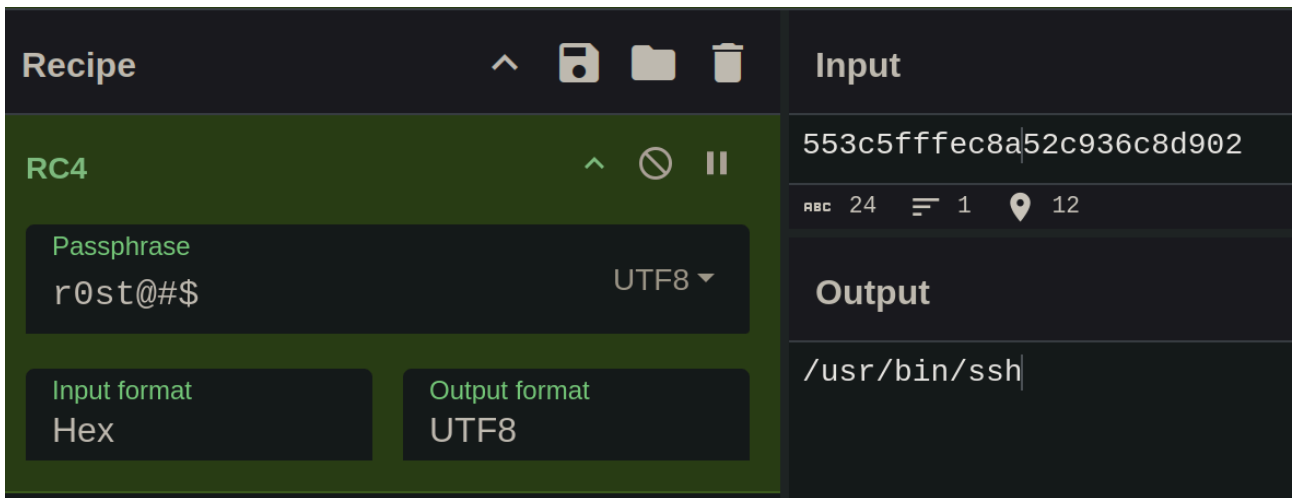 Recipe
RC4
Passphrase
r0st@#$
UTF8
Input format
Hex
Output format
UTF8
Input
553c5fffec8a52c936c8d902
ABC 24 1 12
Output
/usr/bin/ssh